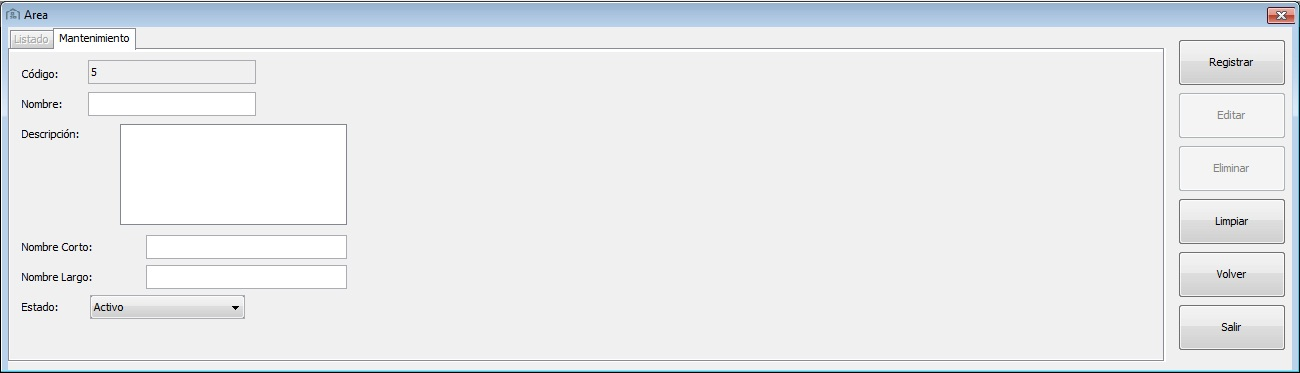 Area
Listado Mantenimiento
Código: 5
Nombre:
Descripción:
Nombre Corto:
Nombre Largo:
Estado: Activo
Registrar
Editar
Eliminar
Limpiar
Volver
Salir